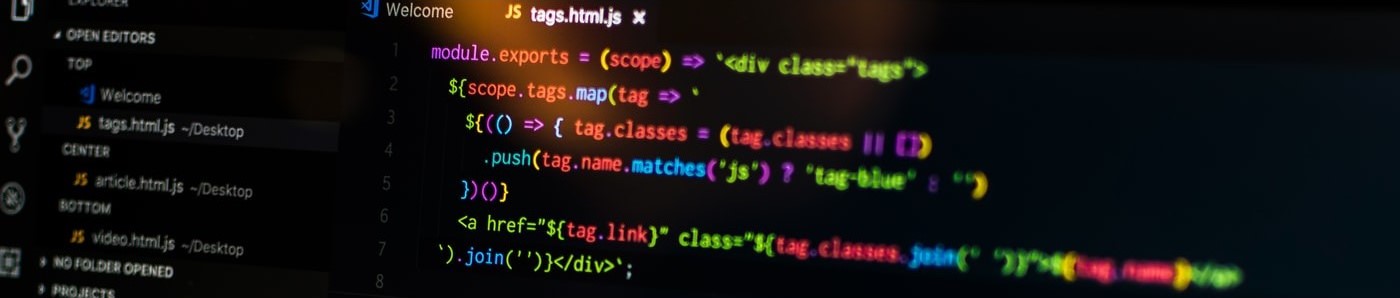 EXPLORER
OPEN EDITORS
TOP
Welcome
JS tags.html.js ~/Desktop
CENTER
JS article.html.js ~/Desktop
BOTTOM
JS video.html.js ~/Desktop
NO FOLDER OPENED
PROJECTS
Welcome
JS tags.html.js ×
1 module.exports = (scope) => `<div class="tags">
2 ${scope.tags.map(tag => `
3 ${(() => { tag.classes = (tag.classes || [])
4 .push(tag.name.matches('js') ? 'tag-blue' : '')
5 })()}
6 <a href="${tag.link}" class="${tag.classes.join(' ')}">${tag.name}</a>
7 `).join('')}</div>`;
8